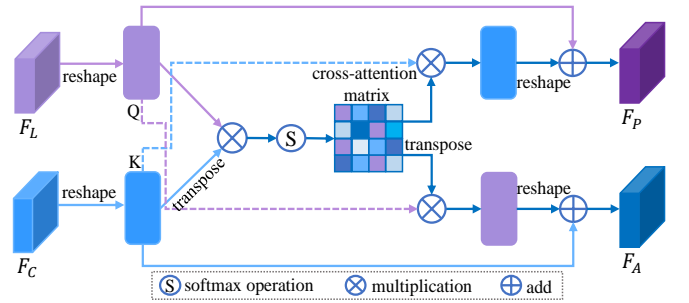 reshape
F_L
Q
cross-attention
matrix
reshape
F_P
S
K
transpose
reshape
transpose
reshape
F_C
F_A
S softmax operation
multiplication
add